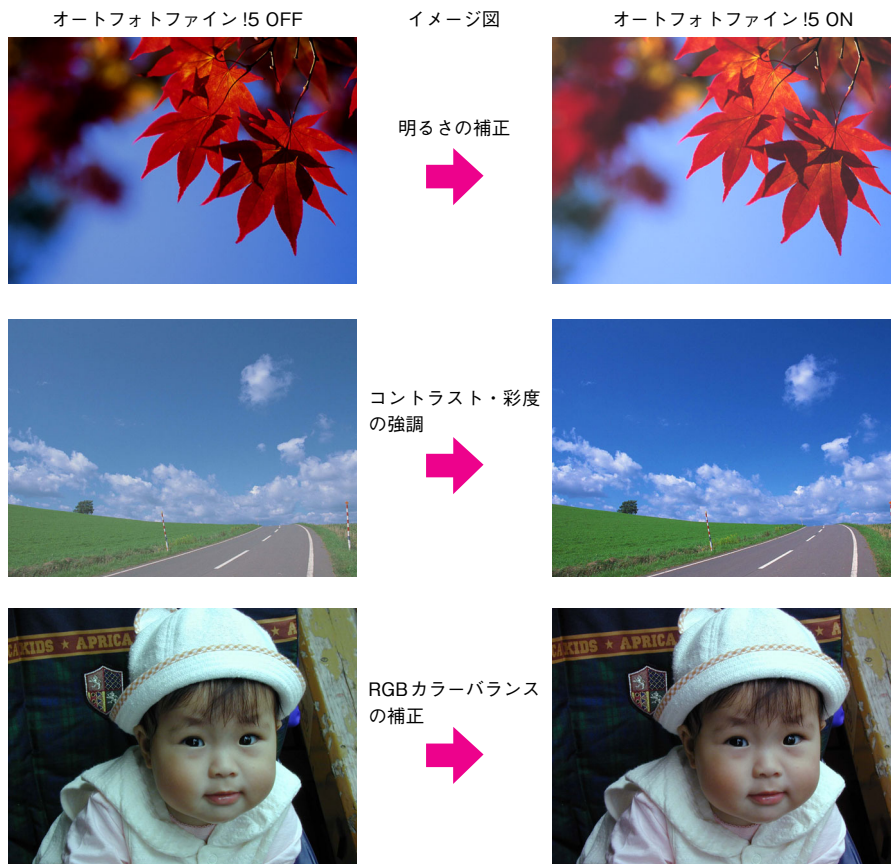 オートフォトファイン!5 OFF
イメージ図
オートフォトファイン!5 ON
明るさの補正
コントラスト・彩度
の強調
RGBカラーバランス
の補正
KIDS ★ APRICA
KIDS ★ APRICA